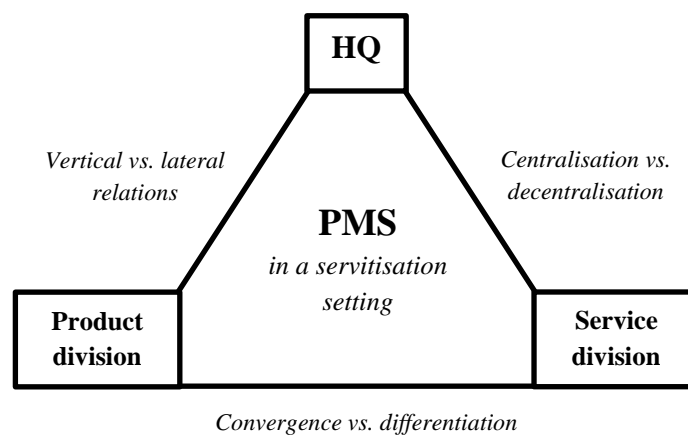 HQ
Vertical vs. lateral
relations
Centralisation vs.
decentralisation
PMS
in a servitisation
setting
Product
division
Service
division
Convergence vs. differentiation